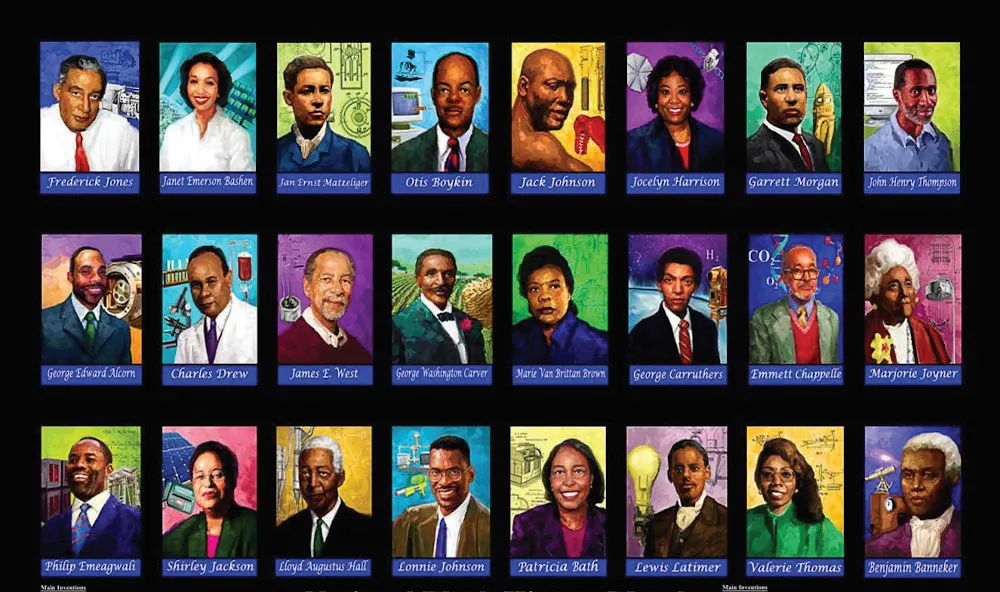 Frederick Jones
Janet Emerson Bashen
Jan Ernst Matzeliger
Otis Boykin
Jack Johnson
Jocelyn Harrison
Garrett Morgan
John Henry Thompson
CO₂
O₂
H₂
George Edward Alcorn
Charles Drew
James E. West
George Washington Carver
Marie Van Brittan Brown
George Carruthers
Emmett Chappelle
Marjorie Joyner
Philip Emeagwali
Shirley Jackson
Lloyd Augustus Hall
Lonnie Johnson
Patricia Bath
Lewis Latimer
Valerie Thomas
Benjamin Banneker
Main Inventions
Main Inventions